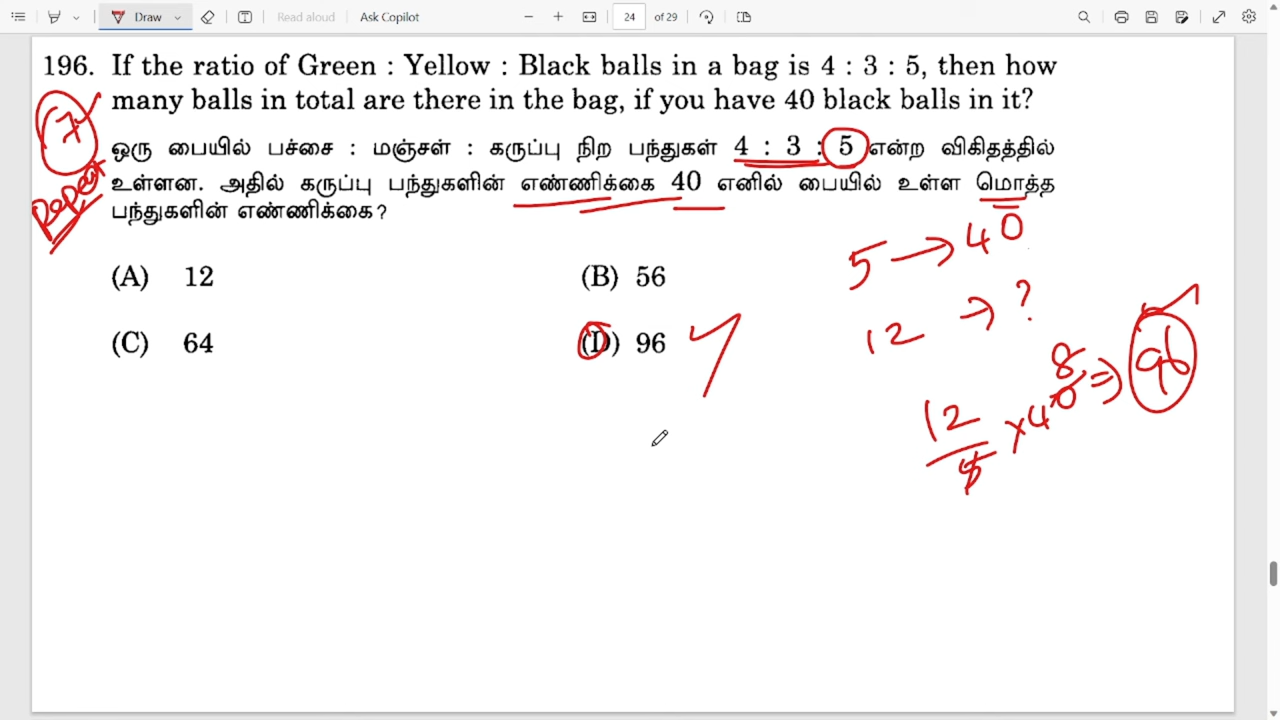 Draw
Read aloud
Ask Copilot
24
of 29
196. If the ratio of Green : Yellow : Black balls in a bag is 4 : 3 : 5, then how
many balls in total are there in the bag, if you have 40 black balls in it?
7
Repeat
ஒரு பையில் பச்சை : மஞ்சள் : கருப்பு நிற பந்துகள் 4 : 3 : 5 என்ற விகிதத்தில்
உள்ளன. அதில் கருப்பு பந்துகளின் எண்ணிக்கை 40 எனில் பையில் உள்ள மொத்த
பந்துகளின் எண்ணிக்கை?
(A) 12
(B) 56
(C) 64
(D) 96
5 → 40
12 → ?
12/5 × 40 8 ⇒ 96